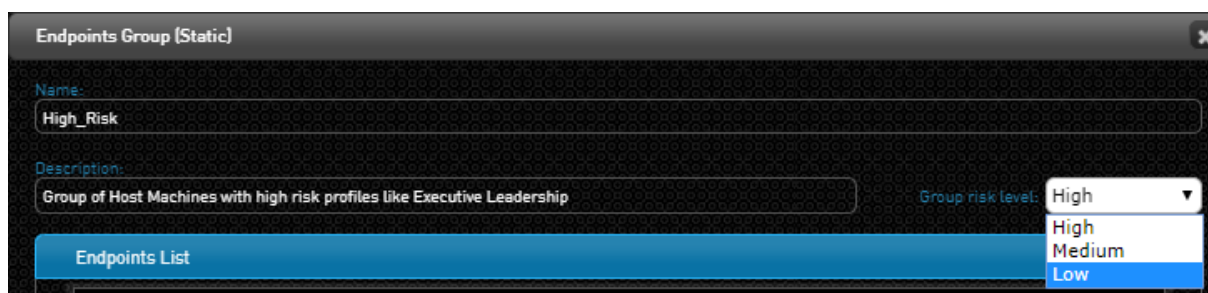 Endpoints Group (Static)
Name:
High_Risk
Description:
Group of Host Machines with high risk profiles like Executive Leadership
Group risk level: High
High
Medium
Low
Endpoints List